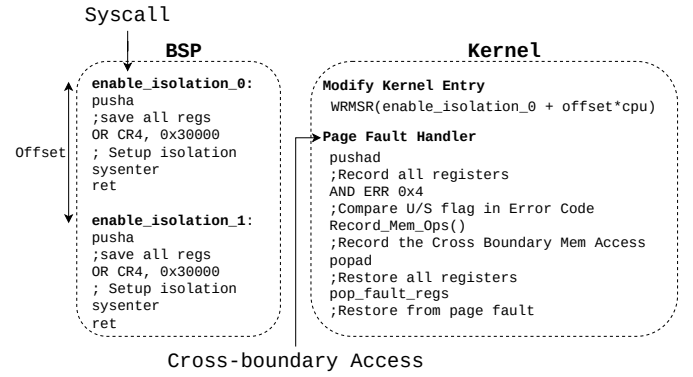 Syscall
BSP
enable_isolation_0:
pusha
;save all regs
OR CR4, 0x30000
; Setup isolation
sysenter
ret
Offset
enable_isolation_1:
pusha
;save all regs
OR CR4, 0x30000
; Setup isolation
sysenter
ret
Kernel
Modify Kernel Entry
WRMSR(enable_isolation_0 + offset*cpu)
Page Fault Handler
pushad
;Record all registers
AND ERR 0x4
;Compare U/S flag in Error Code
Record_Mem_Ops()
;Record the Cross Boundary Mem Access
popad
;Restore all registers
pop_fault_regs
;Restore from page fault
Cross-boundary Access